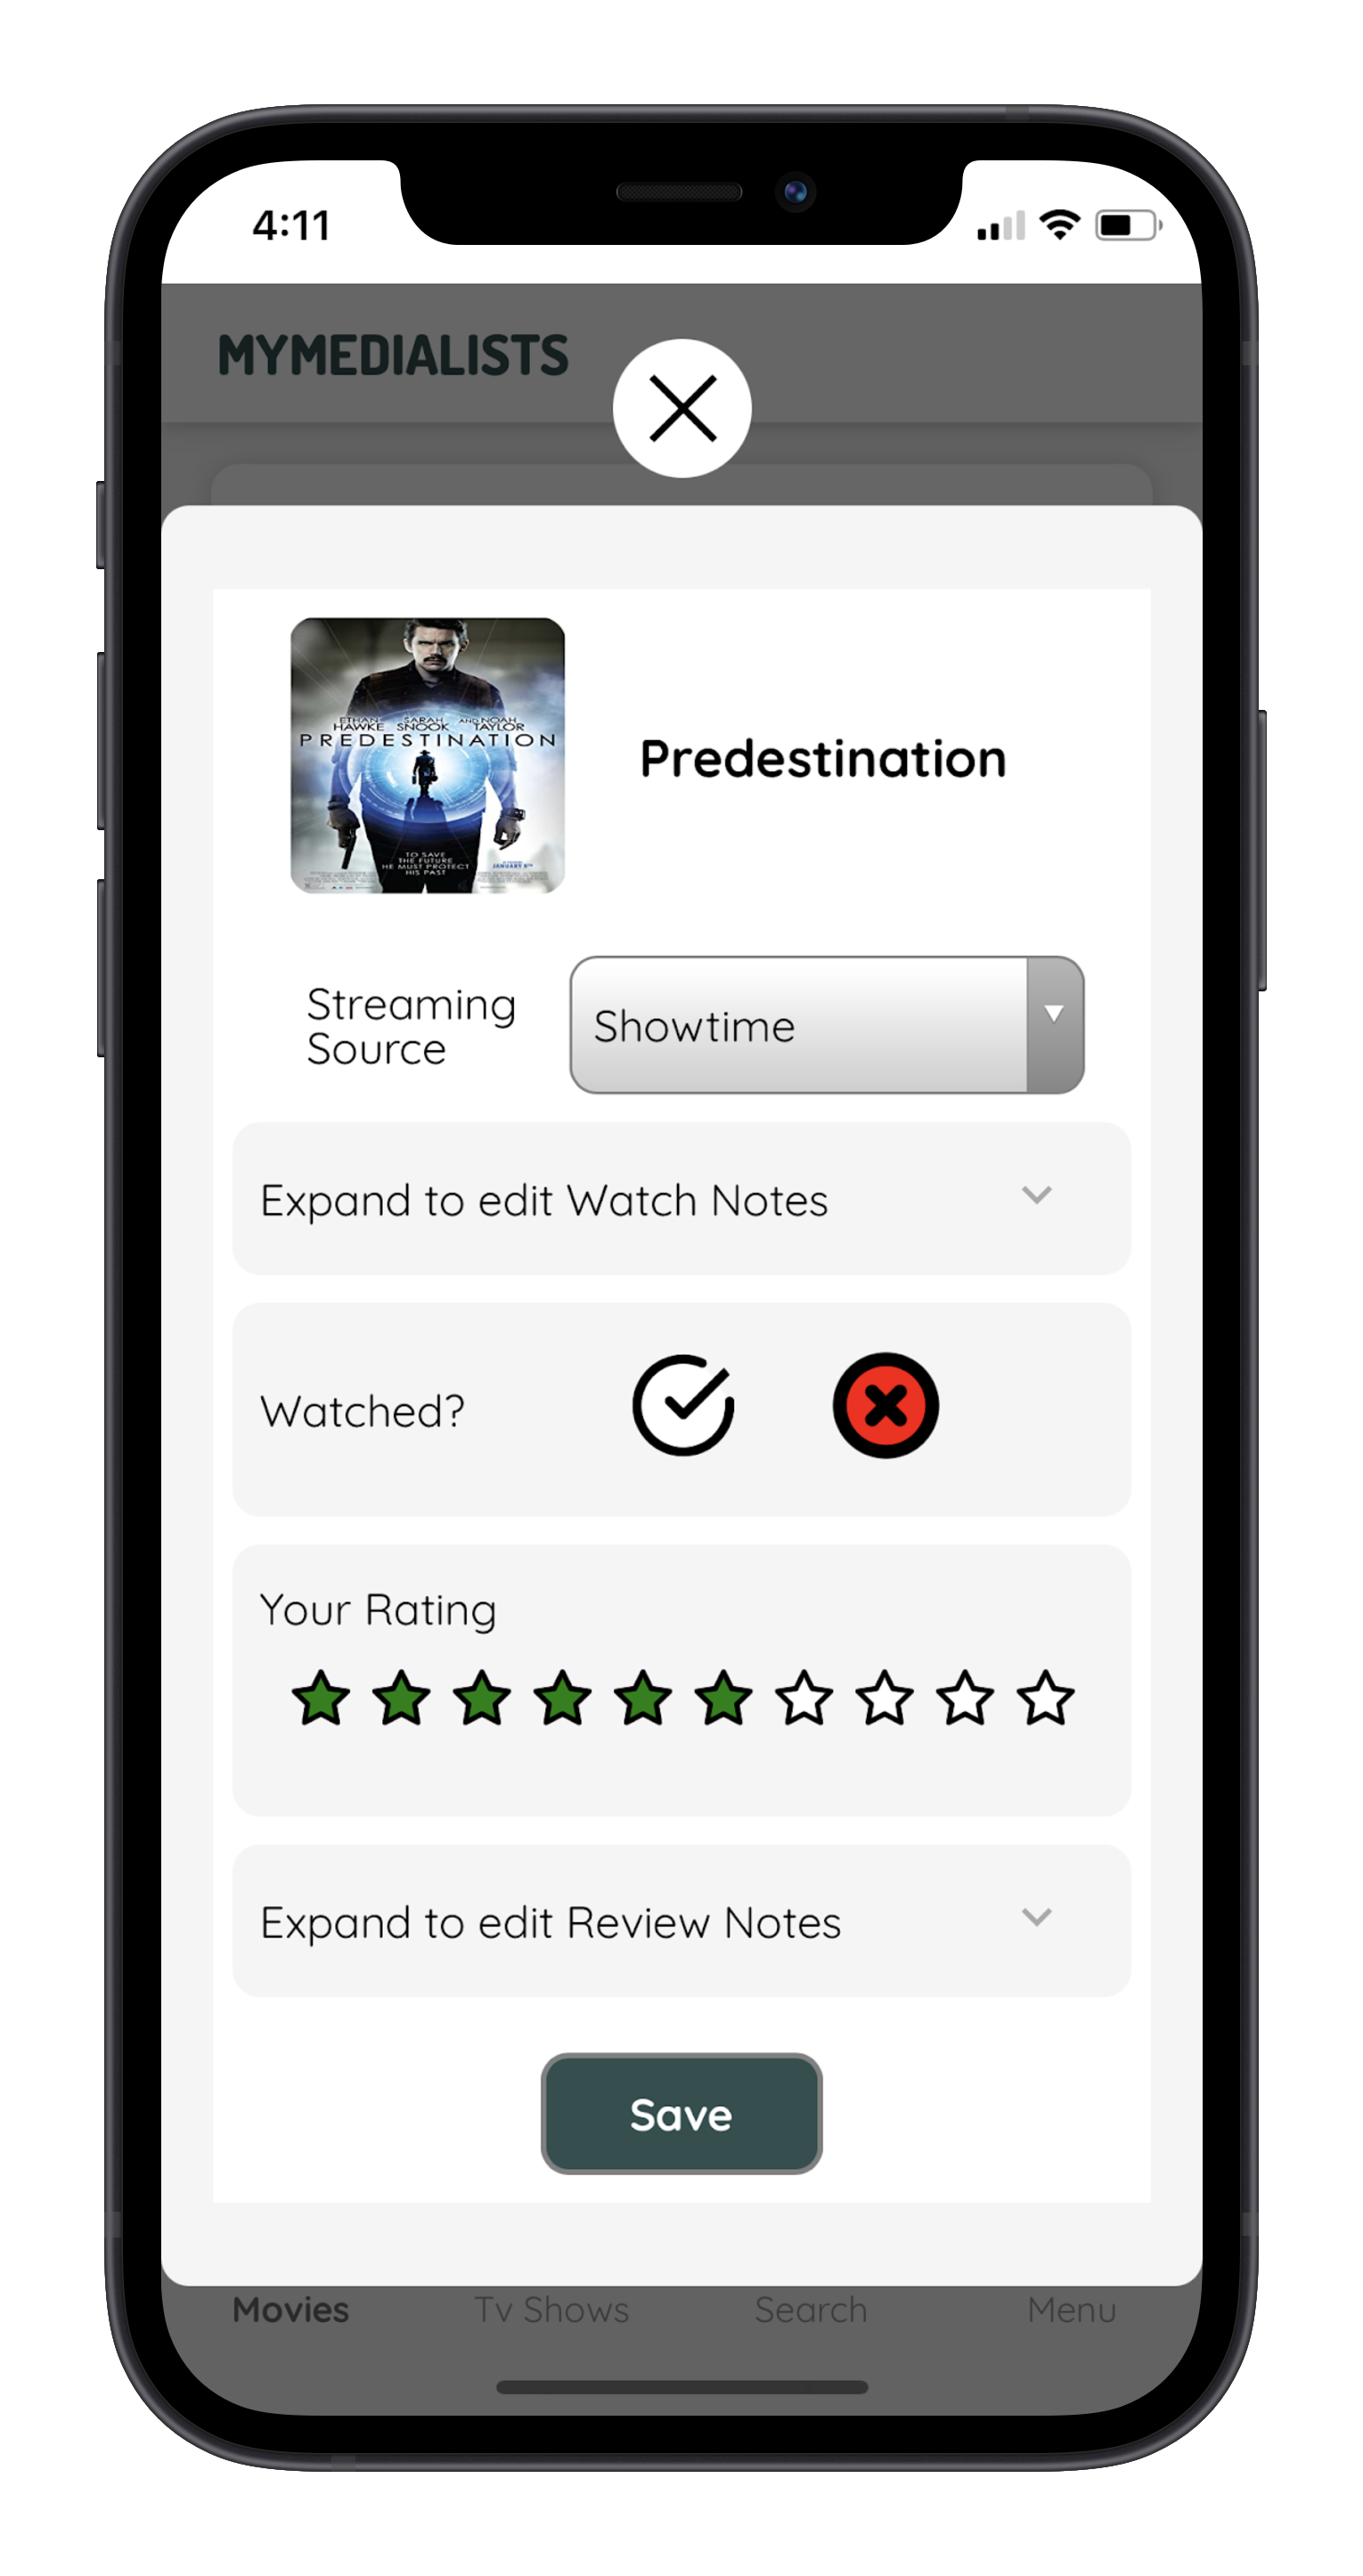 4:11
MYMEDIALISTS
ETHAN HAWKE SARAH SNOOK AND NOAH TAYLOR
PREDESTINATION
TO SAVE
THE FUTURE
HE MUST PROTECT
HIS PAST
JANUARY 9TH
Predestination
Streaming
Source
Showtime
Expand to edit Watch Notes
Watched?
Your Rating
Expand to edit Review Notes
Save
Movies Tv Shows Search Menu